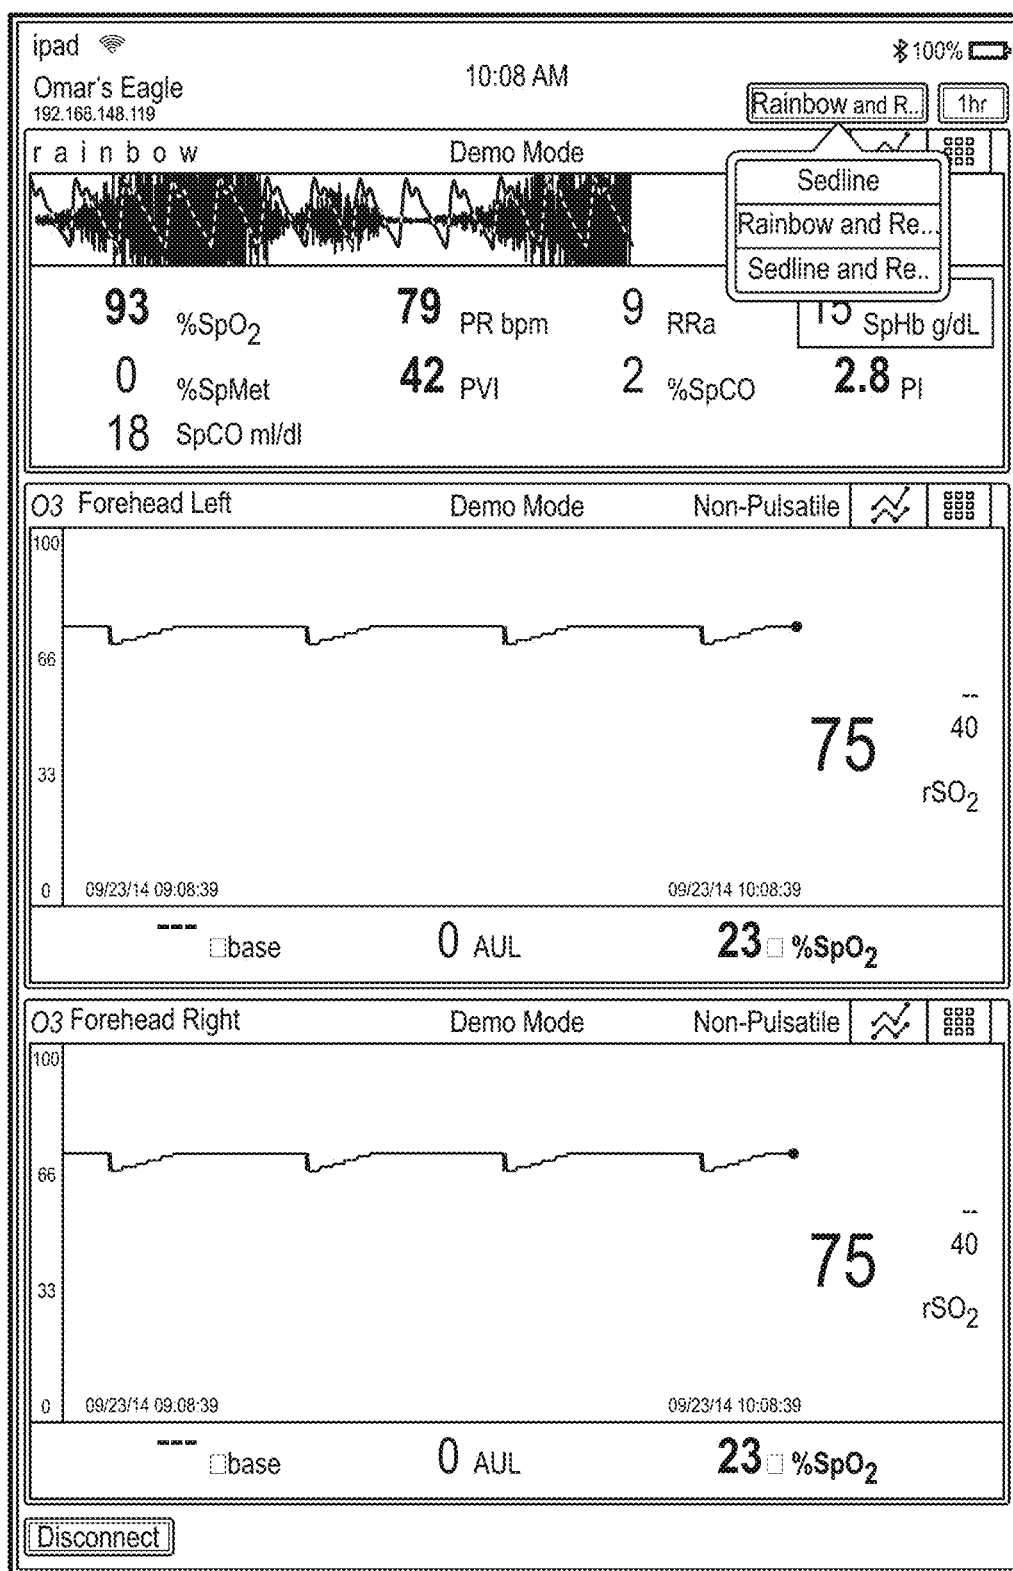 ipad 100%
10:08 AM
Omar's Eagle
192.168.148.119
Rainbow and R.. 1hr
rainbow Demo Mode
Sedline
Rainbow and Re...
Sedline and Re..
93 %SpO2 79 PR bpm 9 RRa 15 SpHb g/dL
0 %SpMet 42 PVI 2 %SpCO 2.8 PI
18 SpCO ml/dl
O3 Forehead Left Demo Mode Non-Pulsatile
100
66
--
40
75
33
rSO2
0 09/23/14 09:08:39 09/23/14 10:08:39
--- □base 0 AUL 23□ %SpO2
O3 Forehead Right Demo Mode Non-Pulsatile
100
66
--
40
75
33
rSO2
0 09/23/14 09:08:39 09/23/14 10:08:39
--- □base 0 AUL 23□ %SpO2
Disconnect